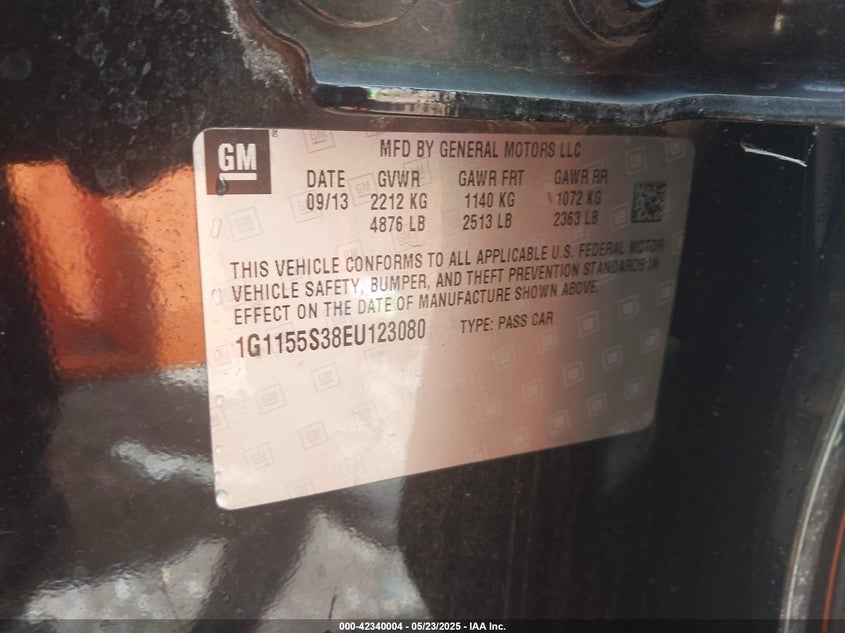 GM
MFD BY GENERAL MOTORS LLC
DATE GVWR GAWR FRT GAWR RR
09/13 2212 KG 1140 KG 1072 KG
4876 LB 2513 LB 2363 LB
THIS VEHICLE CONFORMS TO ALL APPLICABLE U.S. FEDERAL MOTOR
VEHICLE SAFETY, BUMPER, AND THEFT PREVENTION STANDARDS IN
EFFECT ON THE DATE OF MANUFACTURE SHOWN ABOVE.
1G1155S38EU123080 TYPE: PASS CAR
000-42340004 - 05/23/2025 - IAA Inc.